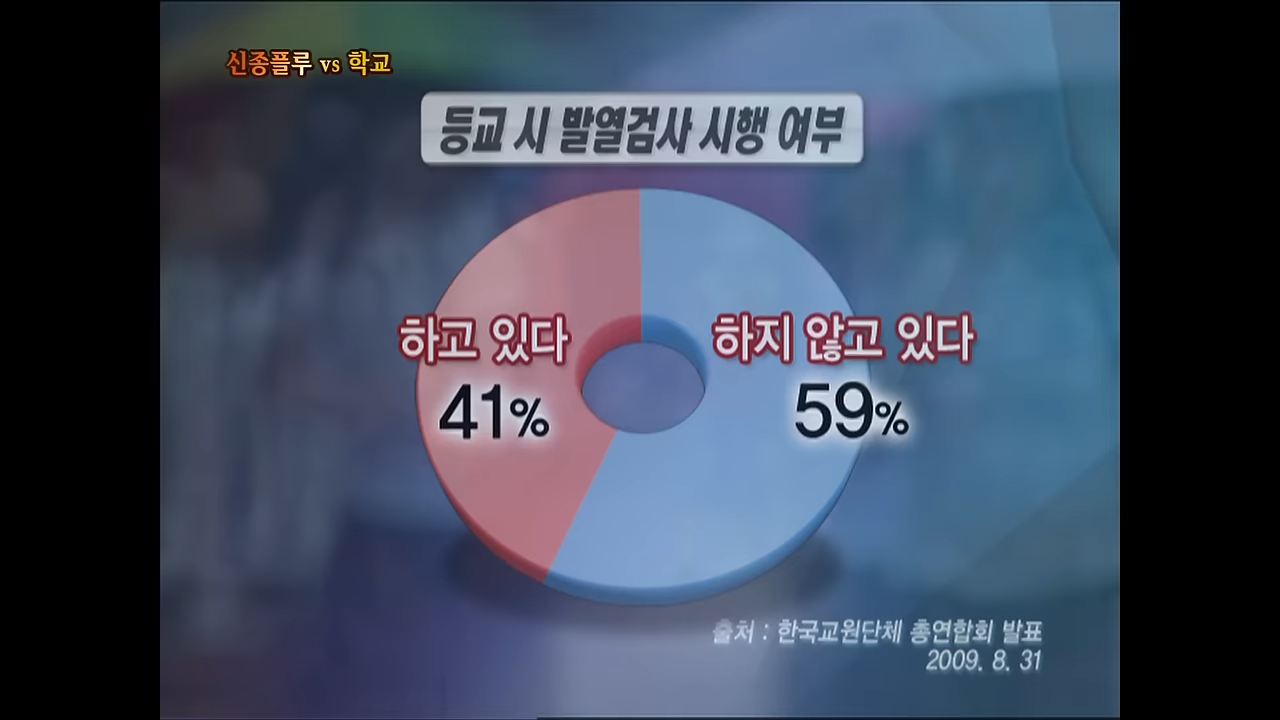 신종플루 vs 학교
등교 시 발열검사 시행 여부
하고 있다
41%
하지 않고 있다
59%
출처 : 한국교원단체 총연합회 발표
2009. 8. 31